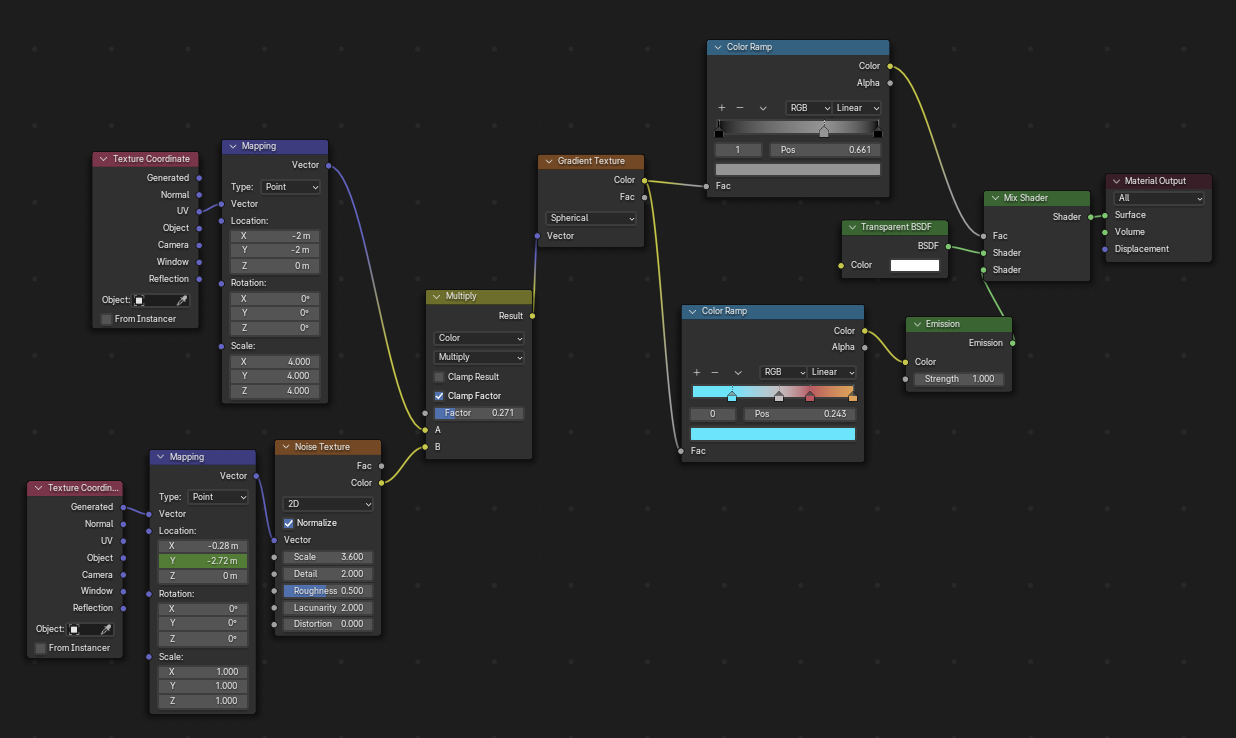 Texture Coordinate
Generated
Normal
UV
Object
Camera
Window
Reflection
Object:
From Instancer
Mapping
Vector
Type: Point
Vector
Location:
X -2 m
Y -2 m
Z 0 m
Rotation:
X 0°
Y 0°
Z 0°
Scale:
X 4.000
Y 4.000
Z 4.000
Texture Coordin...
Generated
Normal
UV
Object
Camera
Window
Reflection
Object:
From Instancer
Mapping
Vector
Type: Point
Vector
Location:
X -0.28 m
Y -2.72 m
Z 0 m
Rotation:
X 0°
Y 0°
Z 0°
Scale:
X 1.000
Y 1.000
Z 1.000
Noise Texture
Fac
Color
2D
Normalize
Vector
Scale 3.600
Detail 2.000
Roughness 0.500
Lacunarity 2.000
Distortion 0.000
Multiply
Result
Color
Multiply
Clamp Result
Clamp Factor
Factor 0.271
A
B
Gradient Texture
Color
Fac
Spherical
Vector
Color Ramp
Color
Alpha
RGB Linear
1 Pos 0.661
Fac
Color Ramp
Color
Alpha
RGB Linear
0 Pos 0.243
Fac
Transparent BSDF
BSDF
Color
Emission
Emission
Color
Strength 1.000
Mix Shader
Shader
Fac
Shader
Shader
Material Output
All
Surface
Volume
Displacement